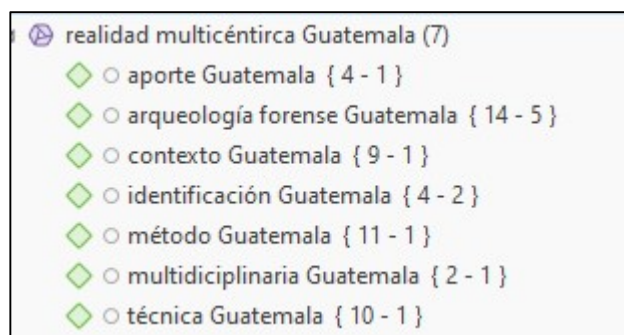 realidad multicéntirca Guatemala (7)
aporte Guatemala { 4 - 1 }
arqueología forense Guatemala { 14 - 5 }
contexto Guatemala { 9 - 1 }
identificación Guatemala { 4 - 2 }
método Guatemala { 11 - 1 }
multidiciplinaria Guatemala { 2 - 1 }
técnica Guatemala { 10 - 1 }